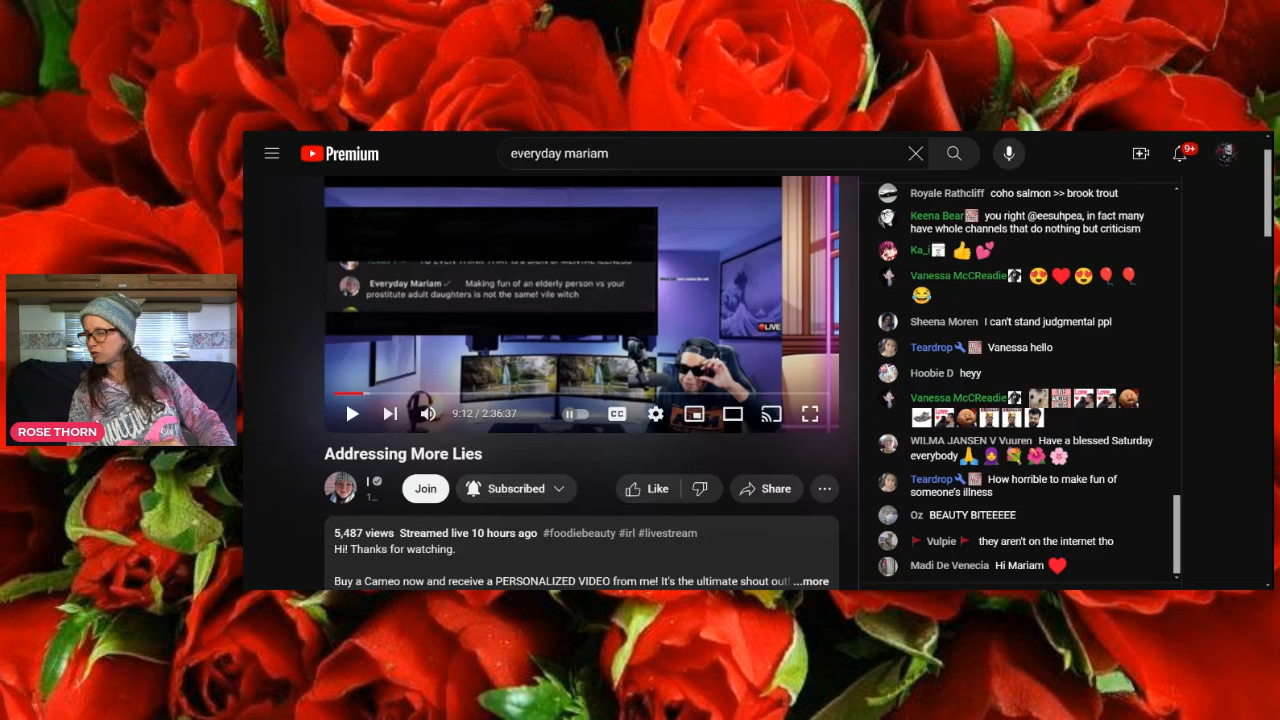 Premium
everyday mariam
9+
Everyday Mariam Making fun of an elderly person vs your
prostitute adult daughters is not the same! vile witch
LIVE
9:12 / 2:36:37
CC
Addressing More Lies
1...
Join
Subscribed
Like
Share
5,487 views Streamed live 10 hours ago #foodiebeauty #irl #livestream
Hi! Thanks for watching.
Buy a Cameo now and receive a PERSONALIZED VIDEO from me! It's the ultimate shout out! ...more
Royale Rathcliff coho salmon >> brook trout
Keena Bear you right @eesuhpea, in fact many
have whole channels that do nothing but criticism
Ka_i
Vanessa McCReadie
Sheena Moren I can't stand judgmental ppl
Teardrop Vanessa hello
Hoobie D heyy
Vanessa McCReadie
WILMA JANSEN V Vuuren Have a blessed Saturday
everybody
Teardrop How horrible to make fun of
someone's illness
Oz BEAUTY BITEEEEE
Vulpie they aren't on the internet tho
Madi De Venecia Hi Mariam
ROSE THORN